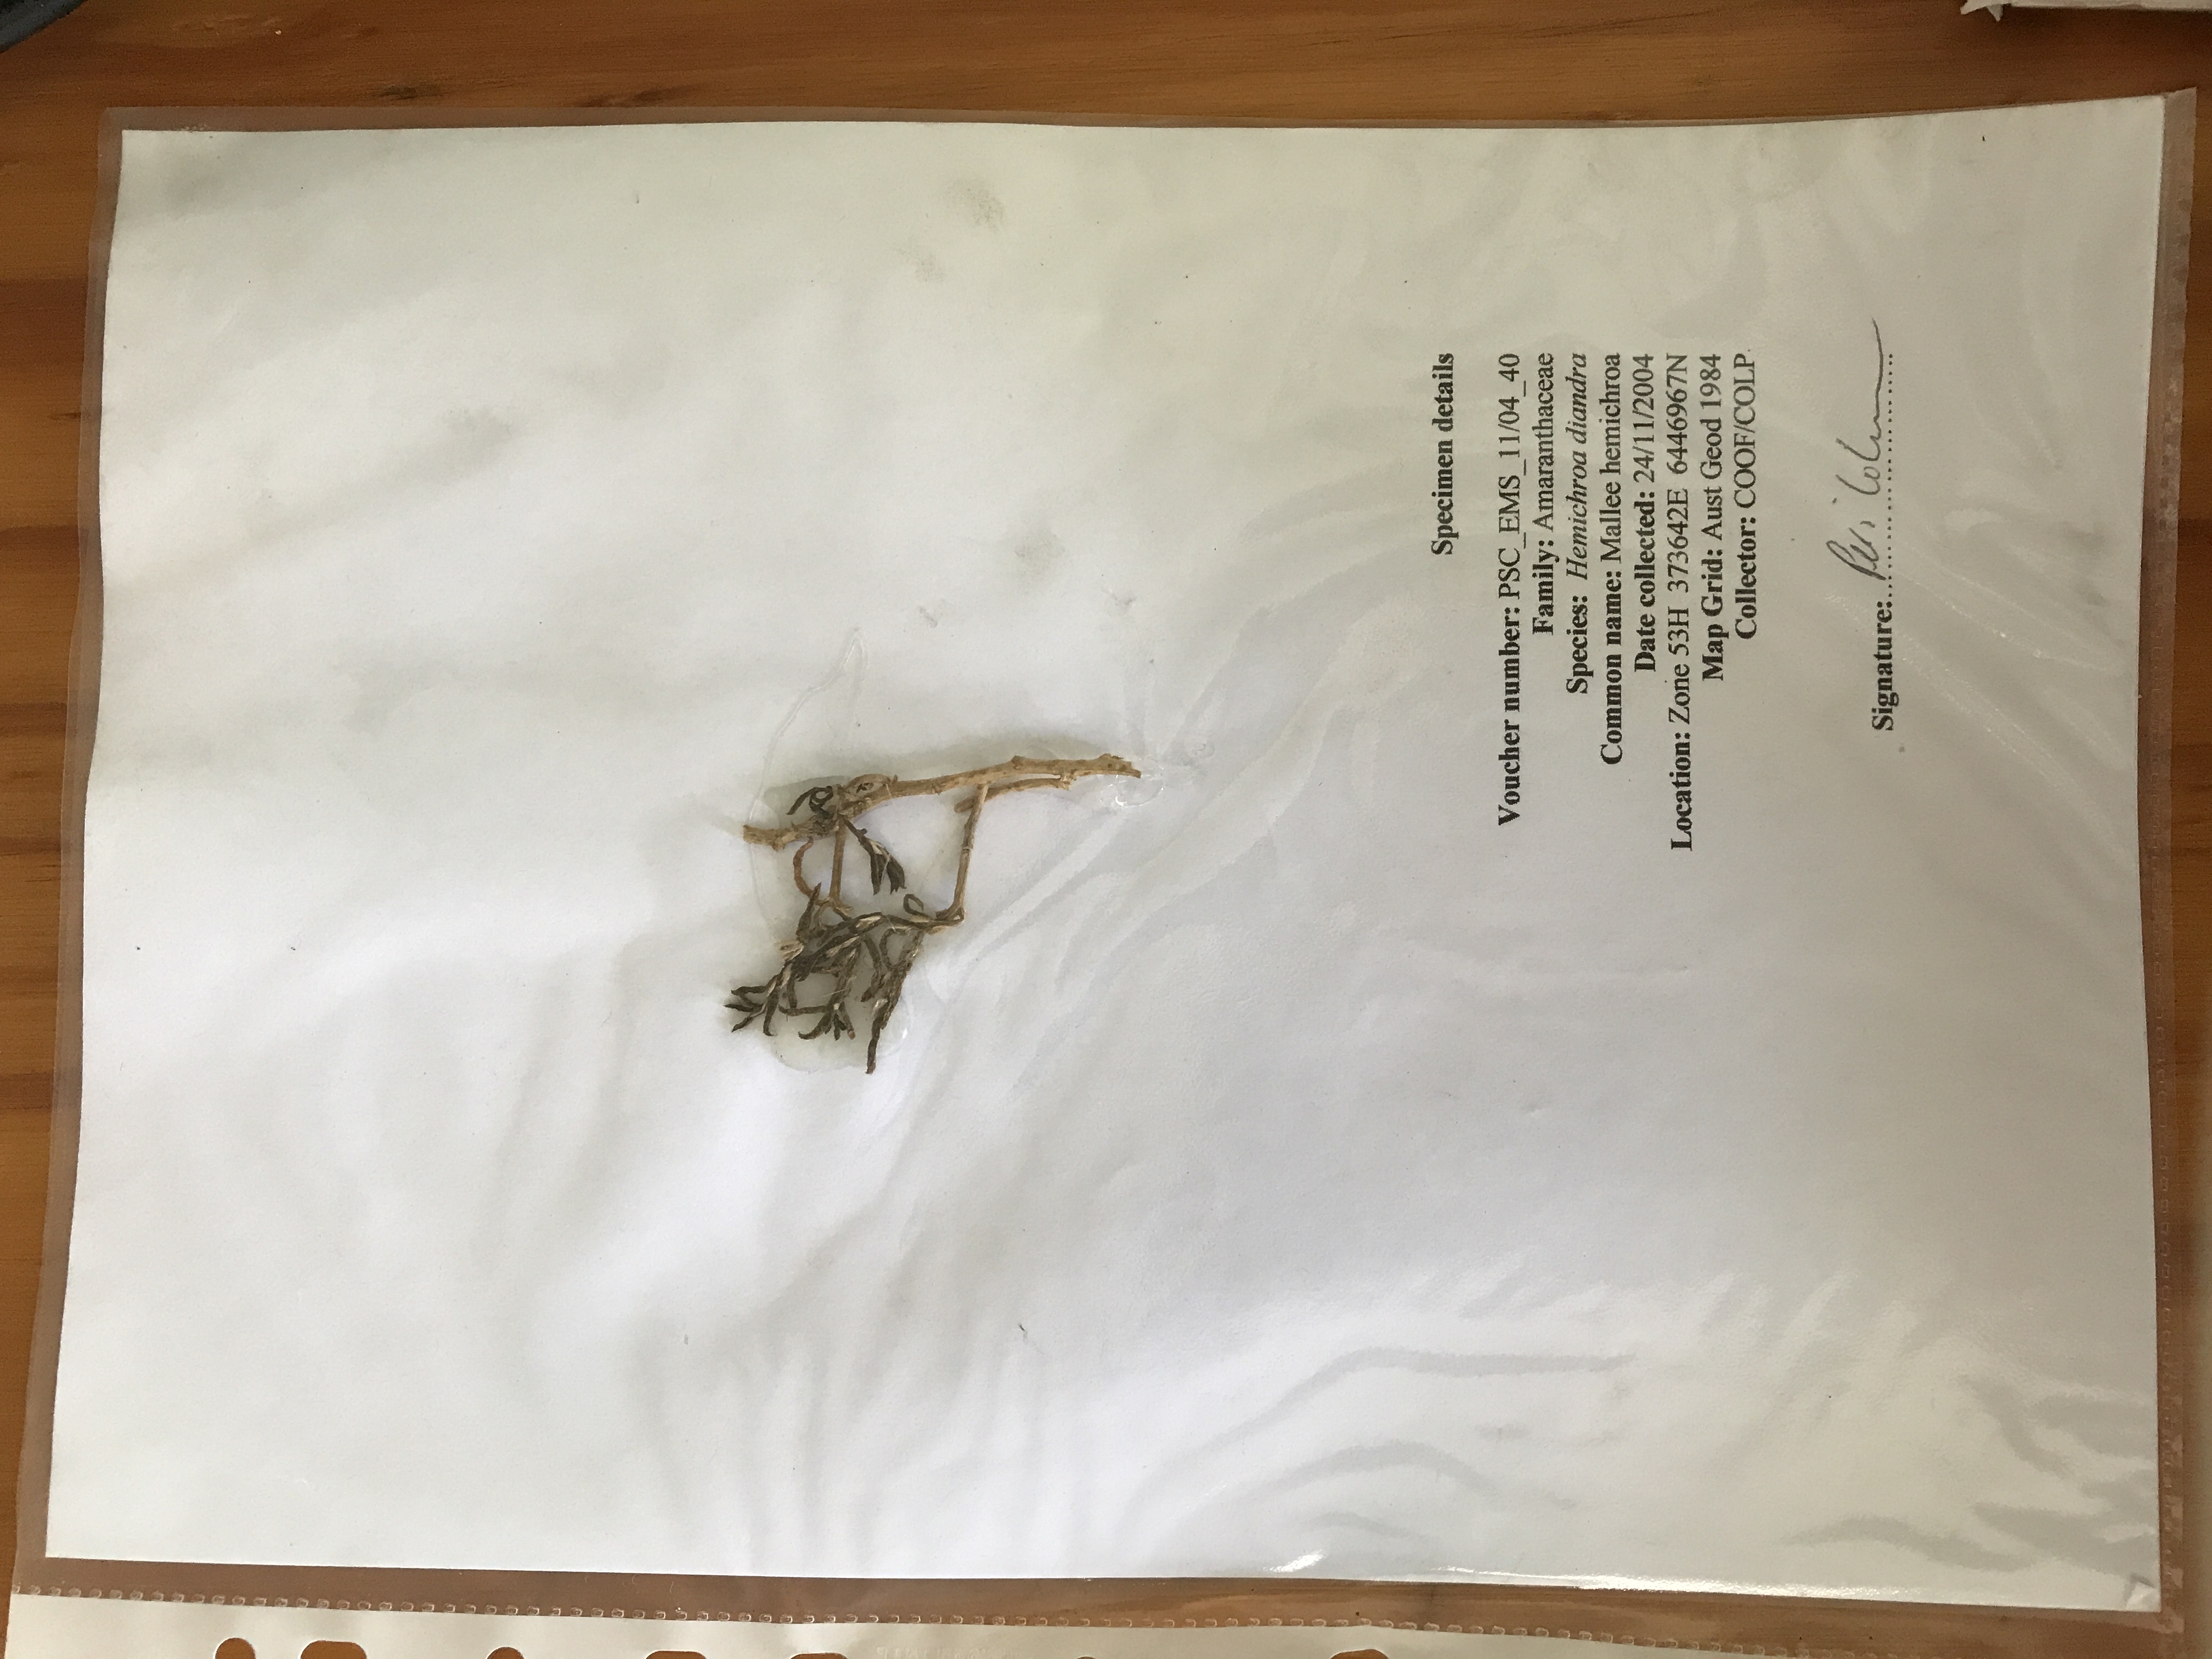 Specimen details
Voucher number: PSC_EMS_11/04_40
Family: Amaranthaceae
Species: Hemichroa diandra
Common name: Mallee hemichroa
Date collected: 24/11/2004
Location: Zone 53H 373642E 6446967N
Map Grid: Aust Geod 1984
Collector: COOF/COLP
Signature: